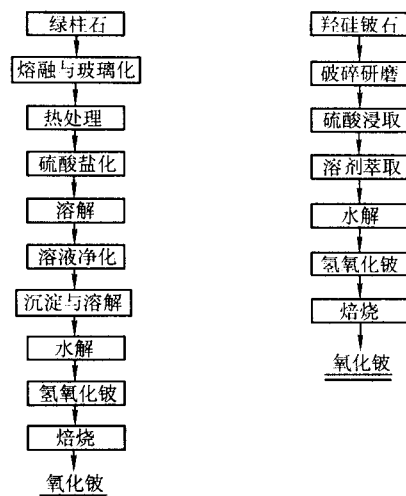 绿柱石
熔融与玻璃化
热处理
硫酸盐化
溶解
溶液净化
沉淀与溶解
水解
氢氧化铍
焙烧
氧化铍
羟硅铍石
破碎研磨
硫酸浸取
溶剂萃取
水解
氢氧化铍
焙烧
氧化铍